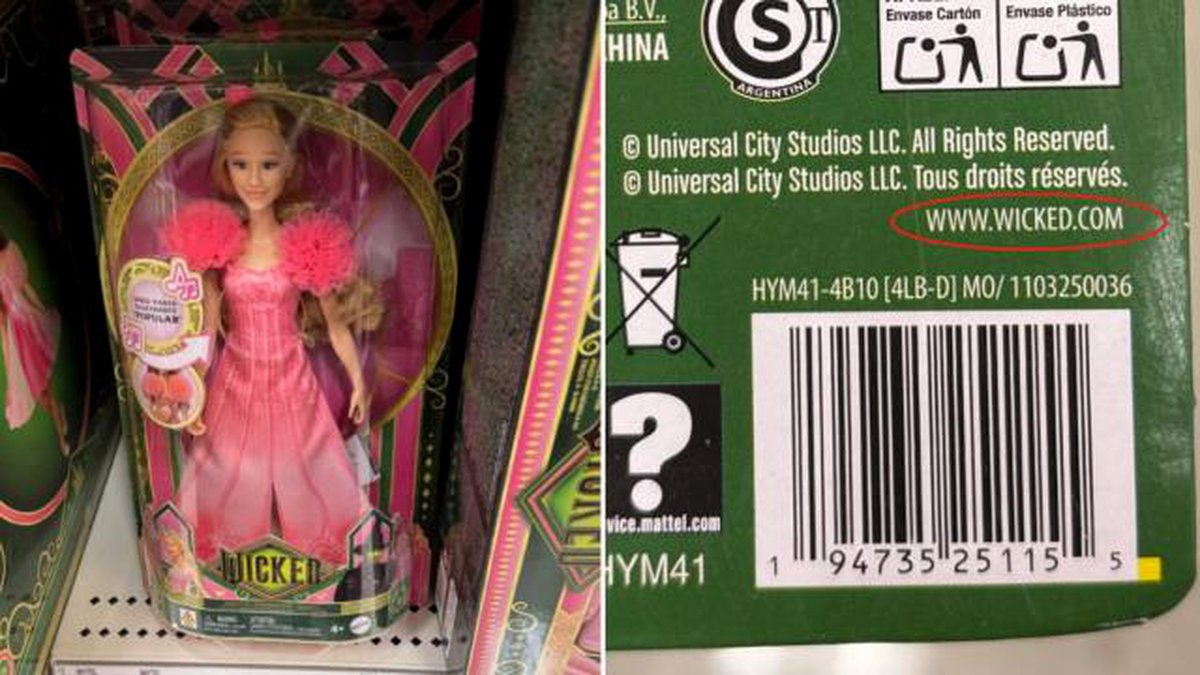 POPULAR
WICKED
B.V.,
HINA
CST
ARGENTINA
Envase Cartón
Envase Plástico
© Universal City Studios LLC. All Rights Reserved.
© Universal City Studios LLC. Tous droits réservés.
WWW.WICKED.COM
HYM41-4B10 [4LB-D] MO/ 1103250036
?
vice.mattel.com
HYM41
1 94735 25115 5